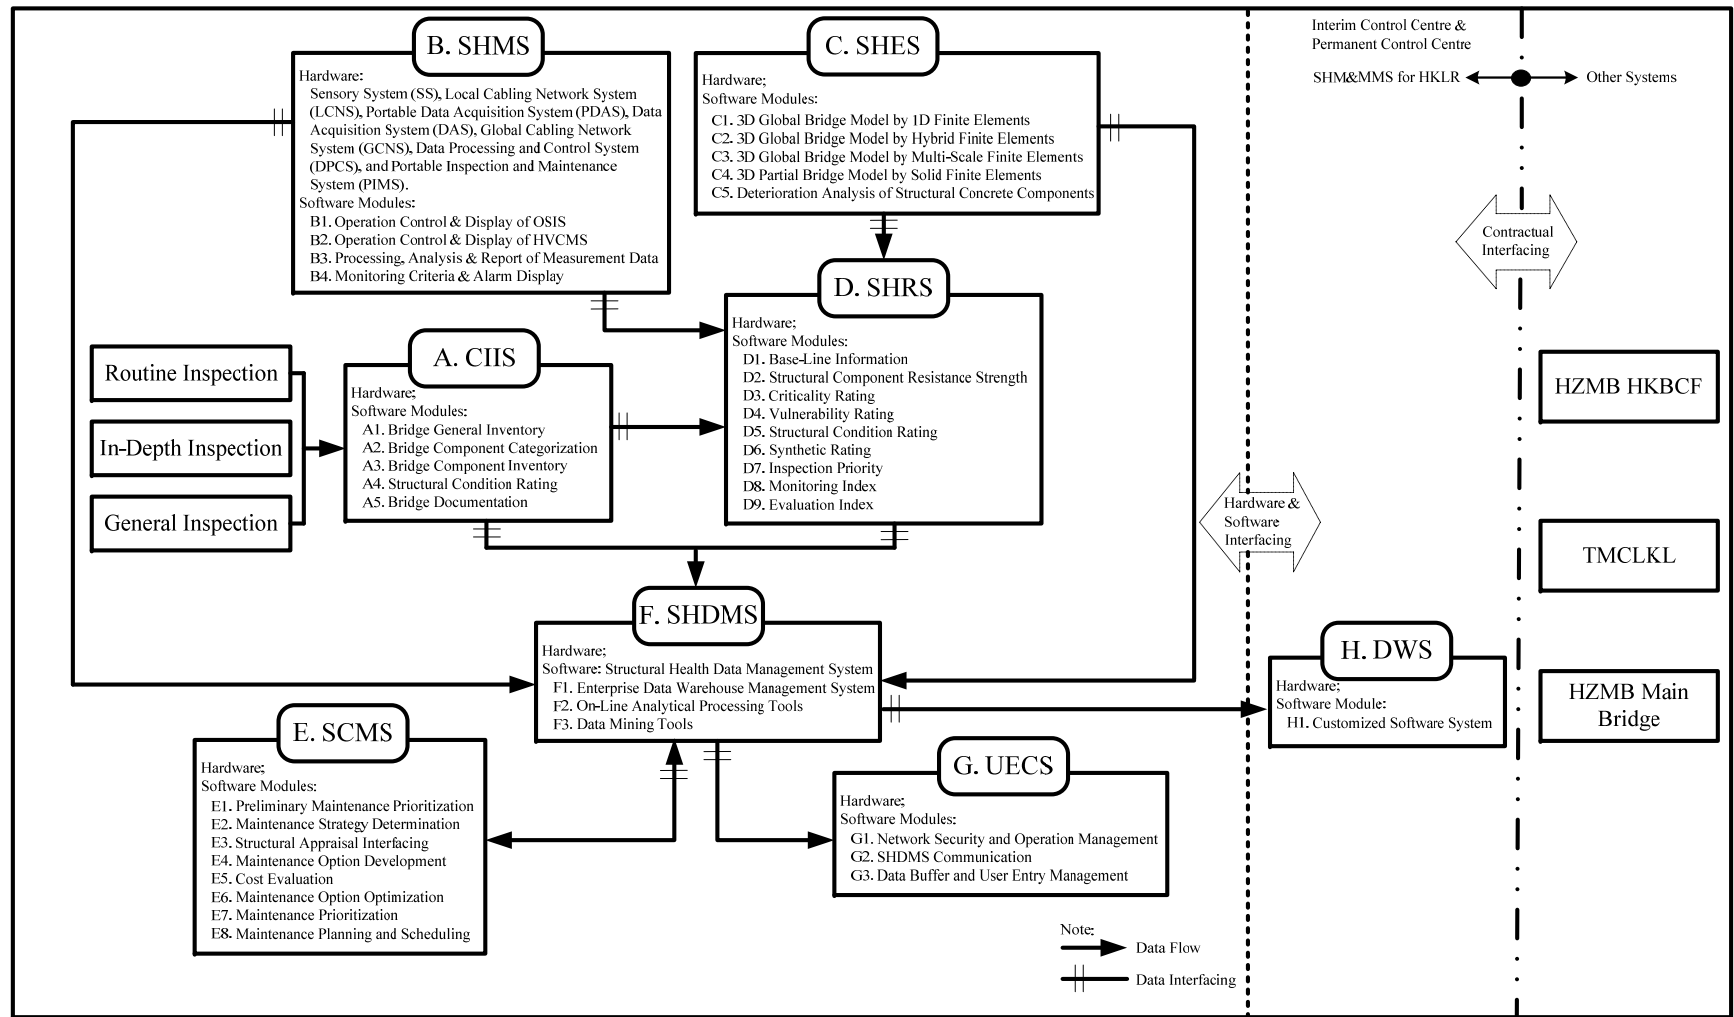 B. SHMS
Hardware:
Sensory System (SS), Local Cabling Network System
(LCNS), Portable Data Acquisition System (PDAS), Data
Acquisition System (DAS), Global Cabling Network
System (GCNS), Data Processing and Control System
(DPCS), and Portable Inspection and Maintenance
System (PIMS).
Software Modules:
B1. Operation Control & Display of OSIS
B2. Operation Control & Display of HVCMS
B3. Processing, Analysis & Report of Measurement Data
B4. Monitoring Criteria & Alarm Display
C. SHES
Hardware;
Software Modules:
C1. 3D Global Bridge Model by 1D Finite Elements
C2. 3D Global Bridge Model by Hybrid Finite Elements
C3. 3D Global Bridge Model by Multi-Scale Finite Elements
C4. 3D Partial Bridge Model by Solid Finite Elements
C5. Deterioration Analysis of Structural Concrete Components
Interim Control Centre &
Permanent Control Centre
SHM&MMS for HKLR
Other Systems
Contractual
Interfacing
D. SHRS
Hardware;
Software Modules:
D1. Base-Line Information
D2. Structural Component Resistance Strength
D3. Criticality Rating
D4. Vulnerability Rating
D5. Structural Condition Rating
D6. Synthetic Rating
D7. Inspection Priority
D8. Monitoring Index
D9. Evaluation Index
Routine Inspection
In-Depth Inspection
General Inspection
A. CIIS
Hardware;
Software Modules:
A1. Bridge General Inventory
A2. Bridge Component Categorization
A3. Bridge Component Inventory
A4. Structural Condition Rating
A5. Bridge Documentation
Hardware &
Software
Interfacing
HZMB HKBCF
TMCLKL
HZMB Main
Bridge
F. SHDMS
Hardware;
Software: Structural Health Data Management System
F1. Enterprise Data Warehouse Management System
F2. On-Line Analytical Processing Tools
F3. Data Mining Tools
H. DWS
Hardware;
Software Module:
H1. Customized Software System
E. SCMS
Hardware;
Software Modules:
E1. Preliminary Maintenance Prioritization
E2. Maintenance Strategy Determination
E3. Structural Appraisal Interfacing
E4. Maintenance Option Development
E5. Cost Evaluation
E6. Maintenance Option Optimization
E7. Maintenance Prioritization
E8. Maintenance Planning and Scheduling
G. UECS
Hardware;
Software Modules:
G1. Network Security and Operation Management
G2. SHDMS Communication
G3. Data Buffer and User Entry Management
Note:
Data Flow
Data Interfacing